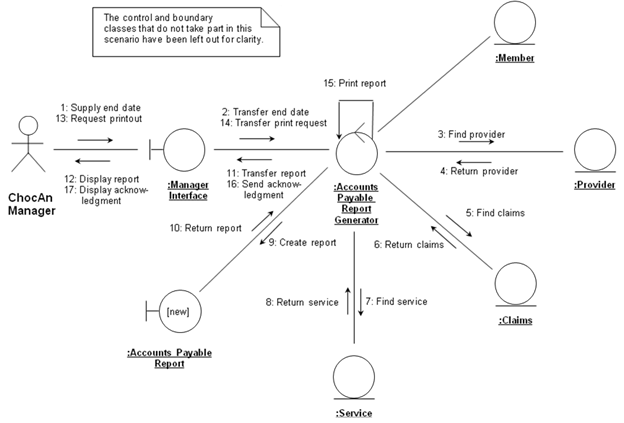 The control and boundary
classes that do not take part in this
scenario have been left out for clarity.
:Member
15: Print report
1: Supply end date
13: Request printout
2: Transfer end date
14: Transfer print request
3: Find provider
4: Return provider
12: Display report
17: Display acknow-
ledgment
11: Transfer report
16: Send acknow-
ledgment
ChocAn
Manager
:Manager
Interface
:Accounts
Payable
Report
Generator
:Provider
10: Return report
9: Create report
5: Find claims
6: Return claims
[new]
8: Return service
7: Find service
:Claims
:Accounts Payable
Report
:Service